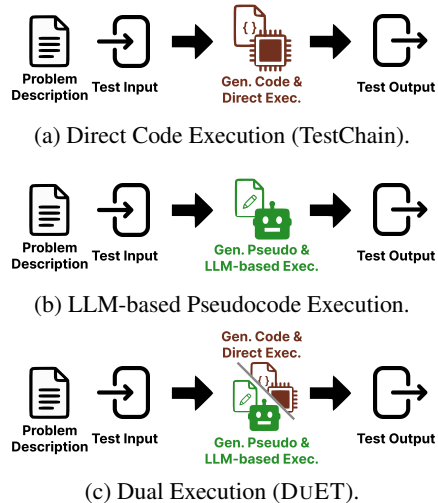 Problem
Description
Test Input
{ }
Gen. Code &
Direct Exec.
Test Output
(a) Direct Code Execution (TestChain).
Problem
Description
Test Input
Gen. Pseudo &
LLM-based Exec.
Test Output
(b) LLM-based Pseudocode Execution.
Gen. Code &
Direct Exec.
{ }
Problem
Description
Test Input
Gen. Pseudo &
LLM-based Exec.
Test Output
(c) Dual Execution (DUET).